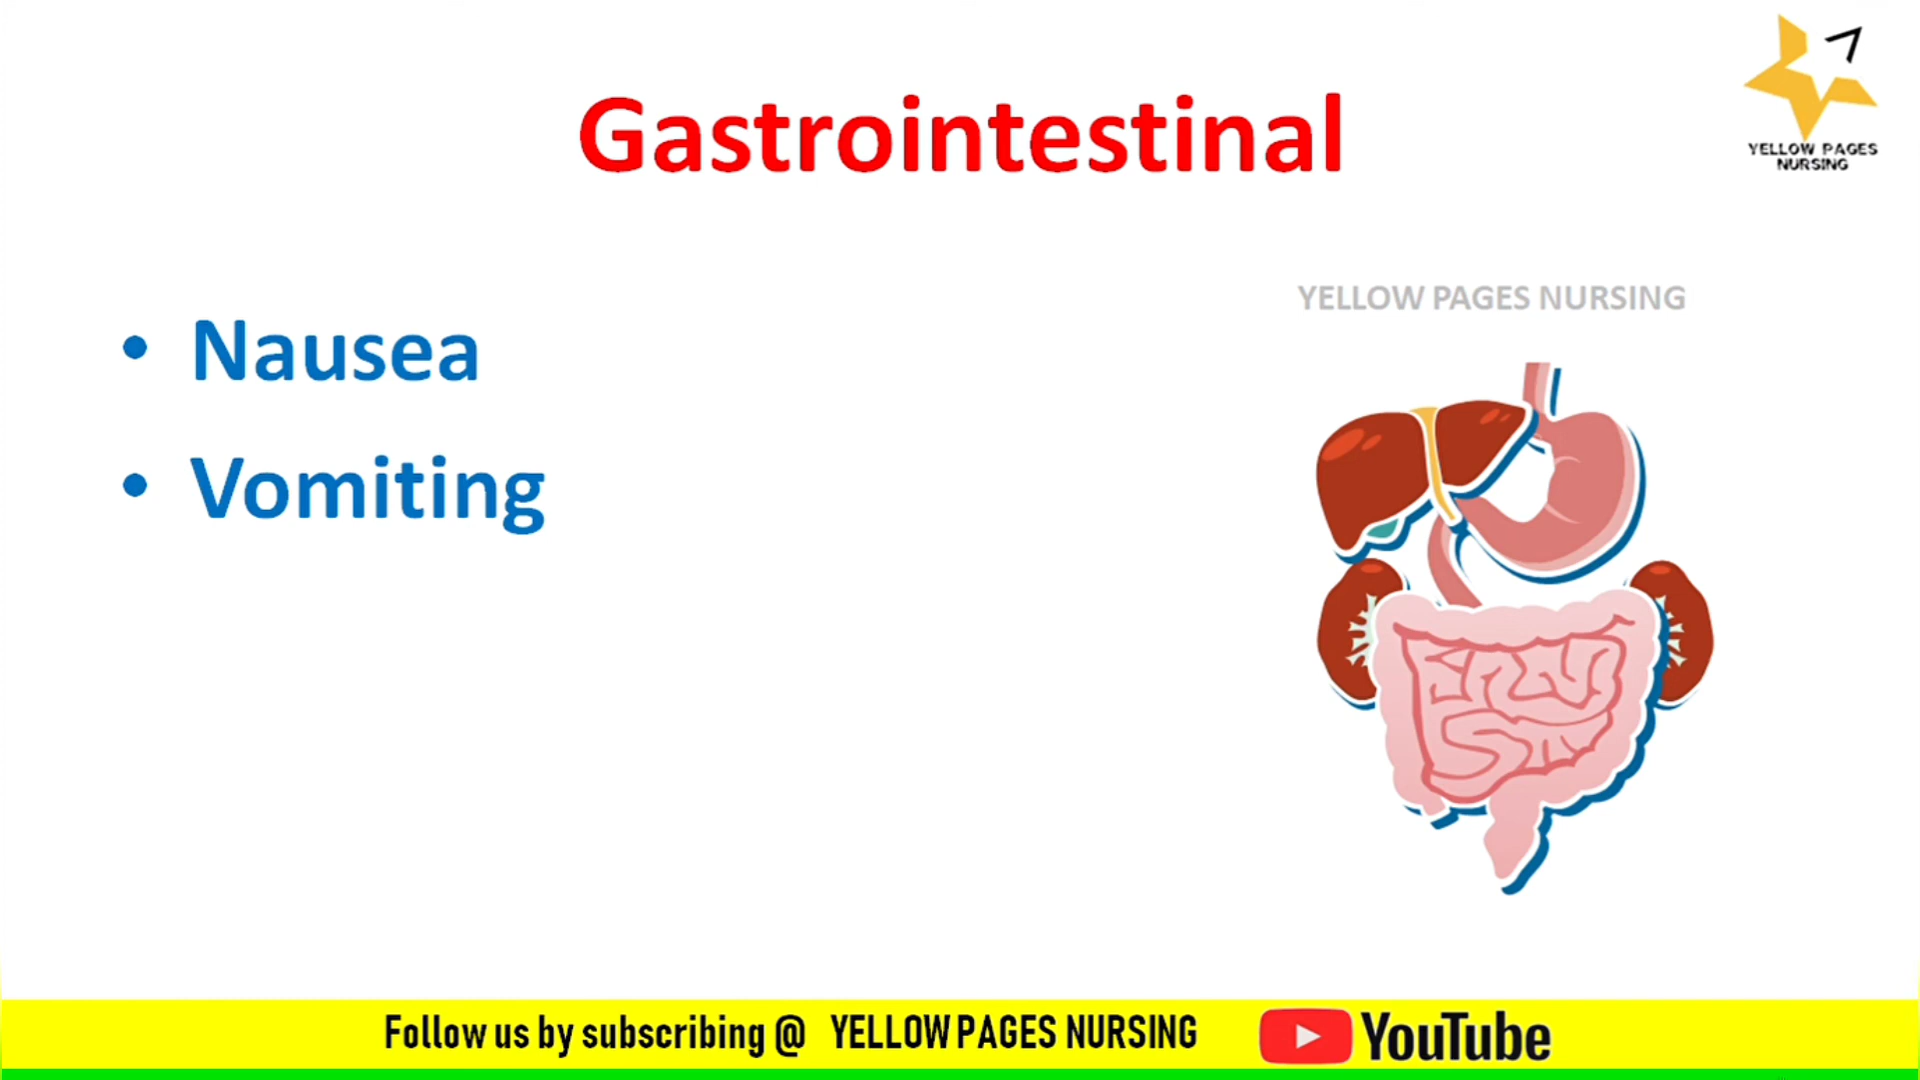 YELLOW PAGES
NURSING
Gastrointestinal
YELLOW PAGES NURSING
• Nausea
• Vomiting
Follow us by subscribing @ YELLOW PAGES NURSING YouTube